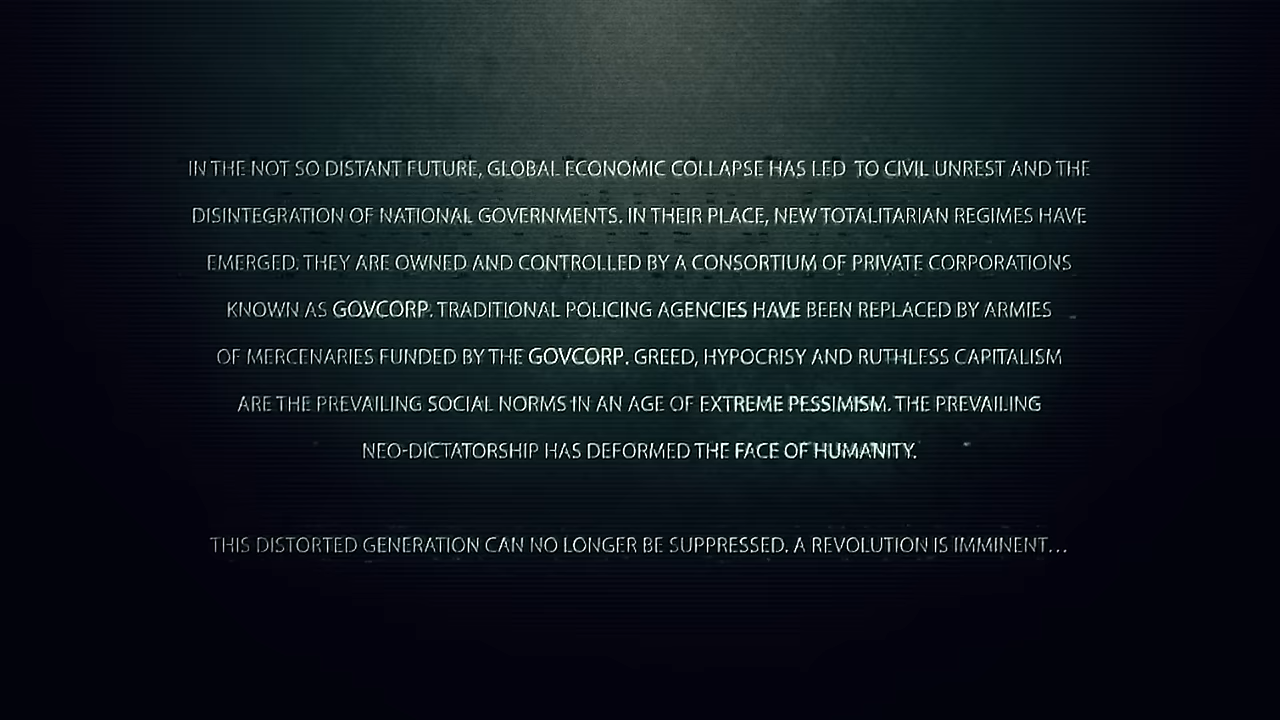 IN THE NOT SO DISTANT FUTURE, GLOBAL ECONOMIC COLLAPSE HAS LED TO CIVIL UNREST AND THE
DISINTEGRATION OF NATIONAL GOVERNMENTS. IN THEIR PLACE, NEW TOTALITARIAN REGIMES HAVE
EMERGED. THEY ARE OWNED AND CONTROLLED BY A CONSORTIUM OF PRIVATE CORPORATIONS
KNOWN AS GOVCORP. TRADITIONAL POLICING AGENCIES HAVE BEEN REPLACED BY ARMIES
OF MERCENARIES FUNDED BY THE GOVCORP. GREED, HYPOCRISY AND RUTHLESS CAPITALISM
ARE THE PREVAILING SOCIAL NORMS IN AN AGE OF EXTREME PESSIMISM. THE PREVAILING
NEO-DICTATORSHIP HAS DEFORMED THE FACE OF HUMANITY.
THIS DISTORTED GENERATION CAN NO LONGER BE SUPPRESSED. A REVOLUTION IS IMMINENT...